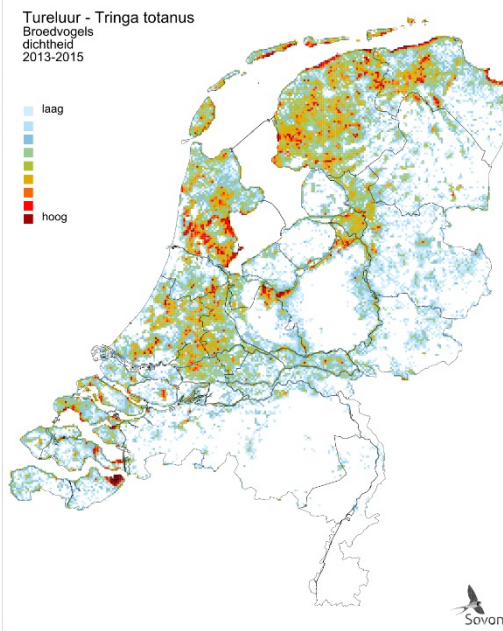 Tureluur - Tringa totanus
Broedvogels
dichtheid
2013-2015
laag
hoog
Sovon